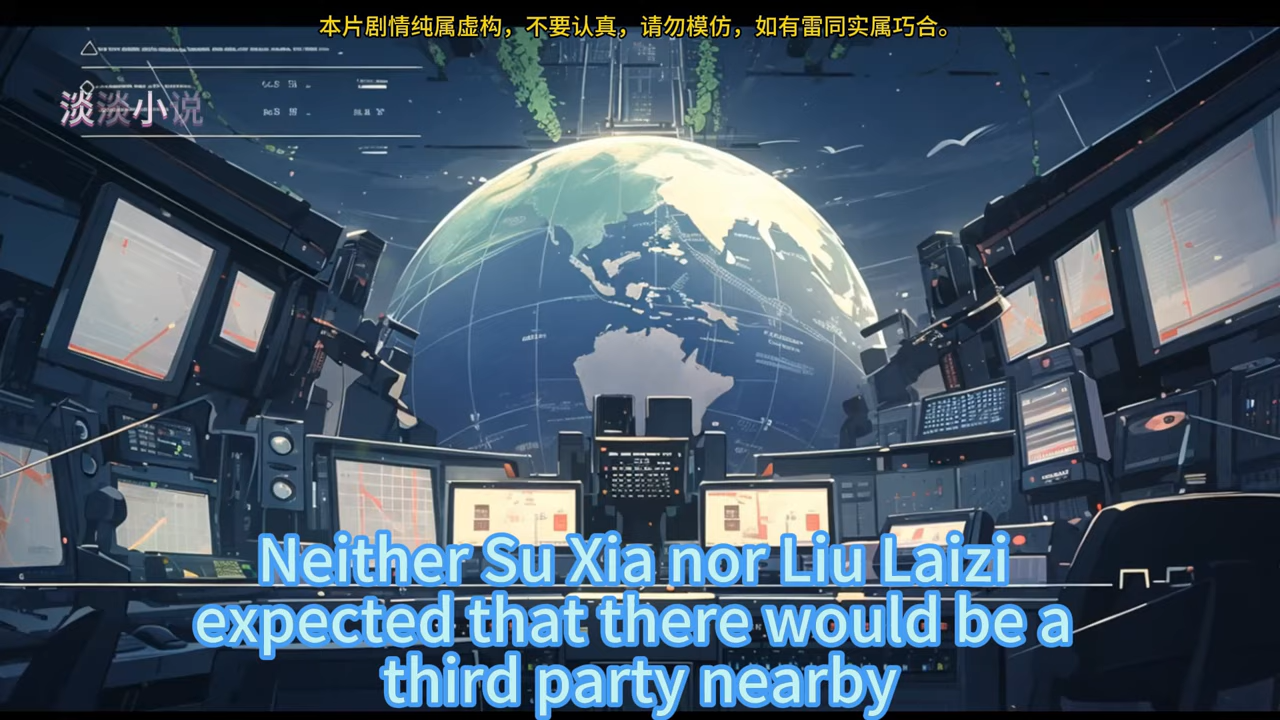 本片剧情纯属虚构，不要认真，请勿模仿，如有雷同实属巧合。
淡淡小说
Neither Su Xia nor Liu Laizi
expected that there would be a
third party nearby